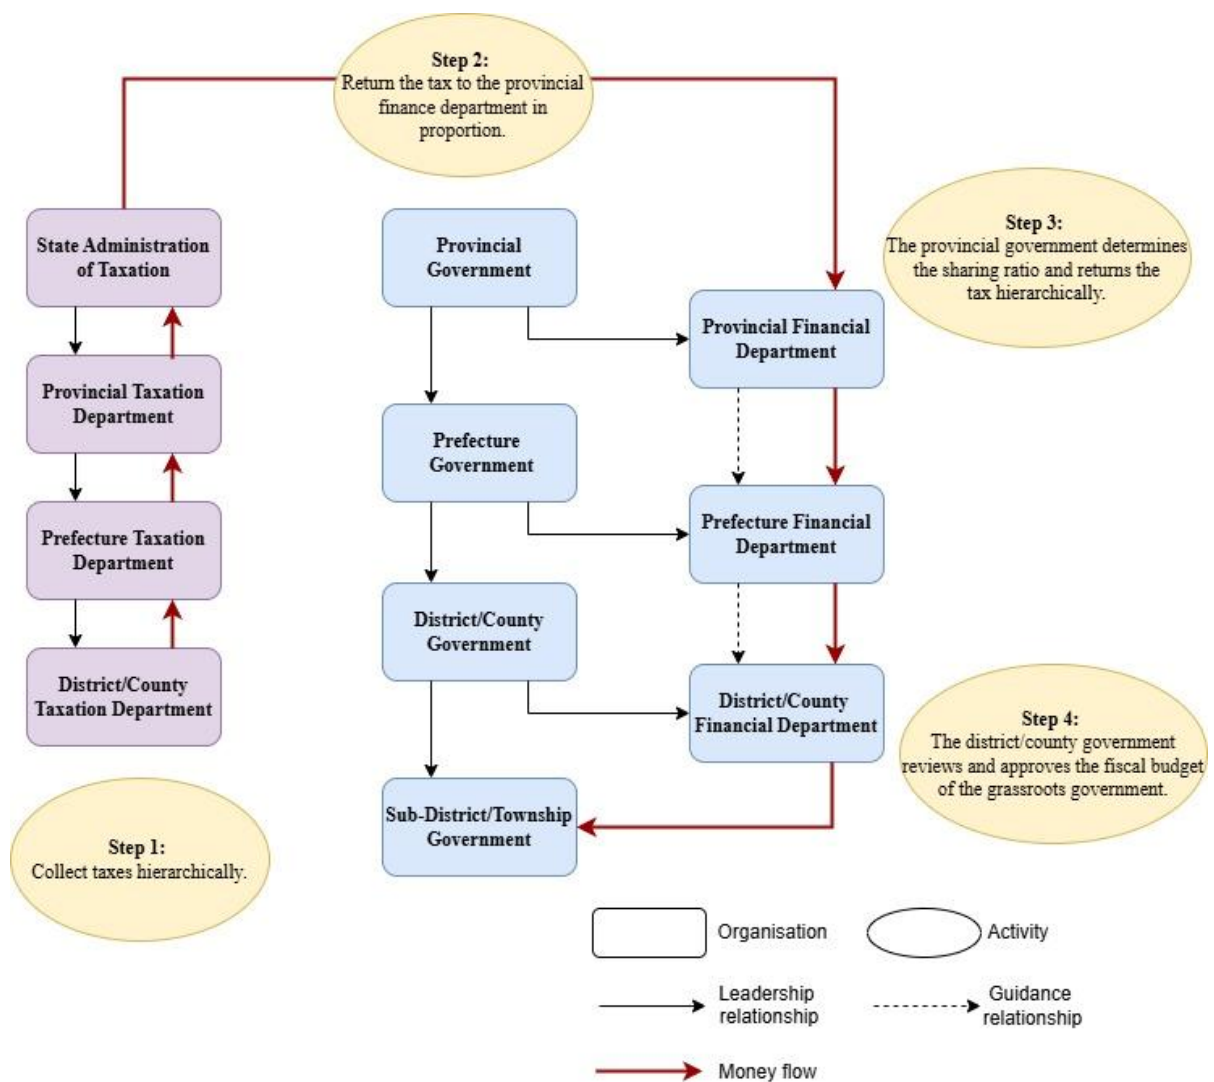 Step 2:
Return the tax to the provincial
finance department in
proportion.
State Administration
of Taxation
Provincial
Government
Step 3:
The provincial government determines
the sharing ratio and returns the
tax hierarchically.
Provincial Financial
Department
Provincial Taxation
Department
Prefecture
Government
Prefecture Taxation
Department
Prefecture Financial
Department
District/County
Government
District/County
Taxation Department
District/County
Financial Department
Step 4:
The district/county government
reviews and approves the fiscal budget
of the grassroots government.
Sub-District/Township
Government
Step 1:
Collect taxes hierarchically.
Organisation
Activity
Leadership
relationship
Guidance
relationship
Money flow